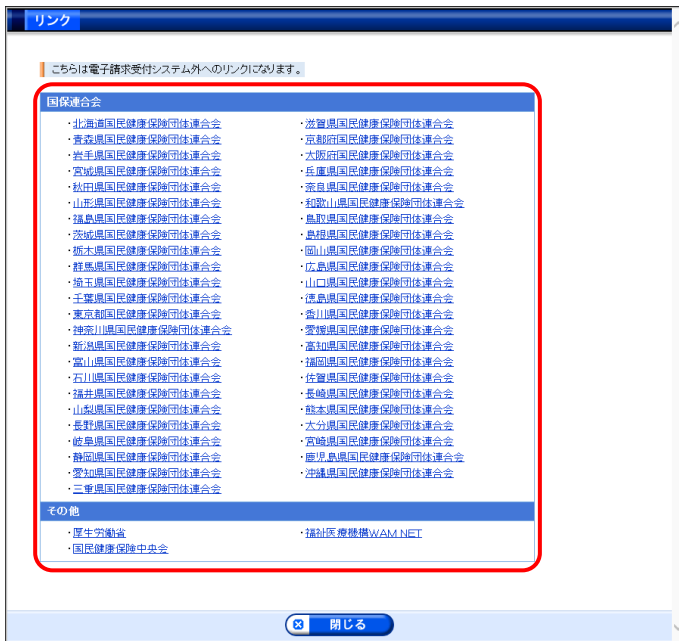 リンク
こちらは電子請求受付システム外へのリンクになります。
国保連合会
・北海道国民健康保険団体連合会
・青森県国民健康保険団体連合会
・岩手県国民健康保険団体連合会
・宮城県国民健康保険団体連合会
・秋田県国民健康保険団体連合会
・山形県国民健康保険団体連合会
・福島県国民健康保険団体連合会
・茨城県国民健康保険団体連合会
・栃木県国民健康保険団体連合会
・群馬県国民健康保険団体連合会
・埼玉県国民健康保険団体連合会
・千葉県国民健康保険団体連合会
・東京都国民健康保険団体連合会
・神奈川県国民健康保険団体連合会
・新潟県国民健康保険団体連合会
・富山県国民健康保険団体連合会
・石川県国民健康保険団体連合会
・福井県国民健康保険団体連合会
・山梨県国民健康保険団体連合会
・長野県国民健康保険団体連合会
・岐阜県国民健康保険団体連合会
・静岡県国民健康保険団体連合会
・愛知県国民健康保険団体連合会
・三重県国民健康保険団体連合会
・滋賀県国民健康保険団体連合会
・京都府国民健康保険団体連合会
・大阪府国民健康保険団体連合会
・兵庫県国民健康保険団体連合会
・奈良県国民健康保険団体連合会
・和歌山県国民健康保険団体連合会
・鳥取県国民健康保険団体連合会
・島根県国民健康保険団体連合会
・岡山県国民健康保険団体連合会
・広島県国民健康保険団体連合会
・山口県国民健康保険団体連合会
・徳島県国民健康保険団体連合会
・香川県国民健康保険団体連合会
・愛媛県国民健康保険団体連合会
・高知県国民健康保険団体連合会
・福岡県国民健康保険団体連合会
・佐賀県国民健康保険団体連合会
・長崎県国民健康保険団体連合会
・熊本県国民健康保険団体連合会
・大分県国民健康保険団体連合会
・宮崎県国民健康保険団体連合会
・鹿児島県国民健康保険団体連合会
・沖縄県国民健康保険団体連合会
その他
・厚生労働省
・国民健康保険中央会
・福祉医療機構WAM NET
閉じる